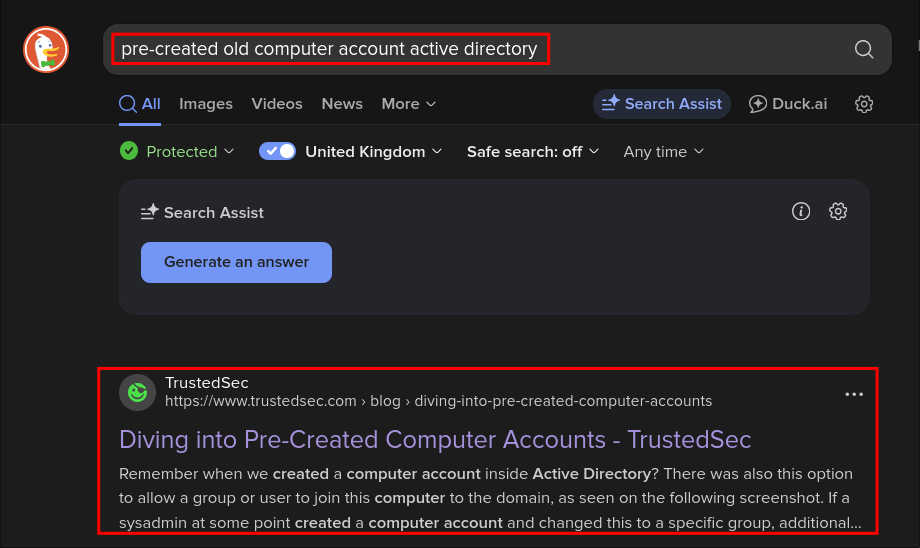 pre-created old computer account active directory
All Images Videos News More Search Assist Duck.ai
Protected United Kingdom Safe search: off Any time
Search Assist
Generate an answer
TrustedSec
https://www.trustedsec.com › blog › diving-into-pre-created-computer-accounts
Diving into Pre-Created Computer Accounts - TrustedSec
Remember when we created a computer account inside Active Directory? There was also this option
to allow a group or user to join this computer to the domain, as seen on the following screenshot. If a
sysadmin at some point created a computer account and changed this to a specific group, additional...